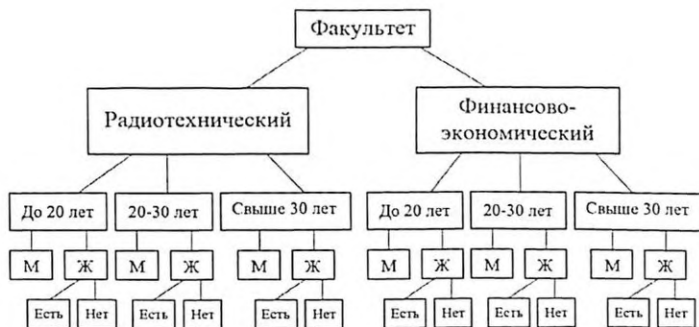 Факультет
Радиотехнический
Финансово-
экономический
До 20 лет 20-30 лет Свыше 30 лет До 20 лет 20-30 лет Свыше 30 лет
М Ж М Ж М Ж М Ж М Ж М Ж
Есть Нет Есть Нет Есть Нет Есть Нет Есть Нет Есть Нет